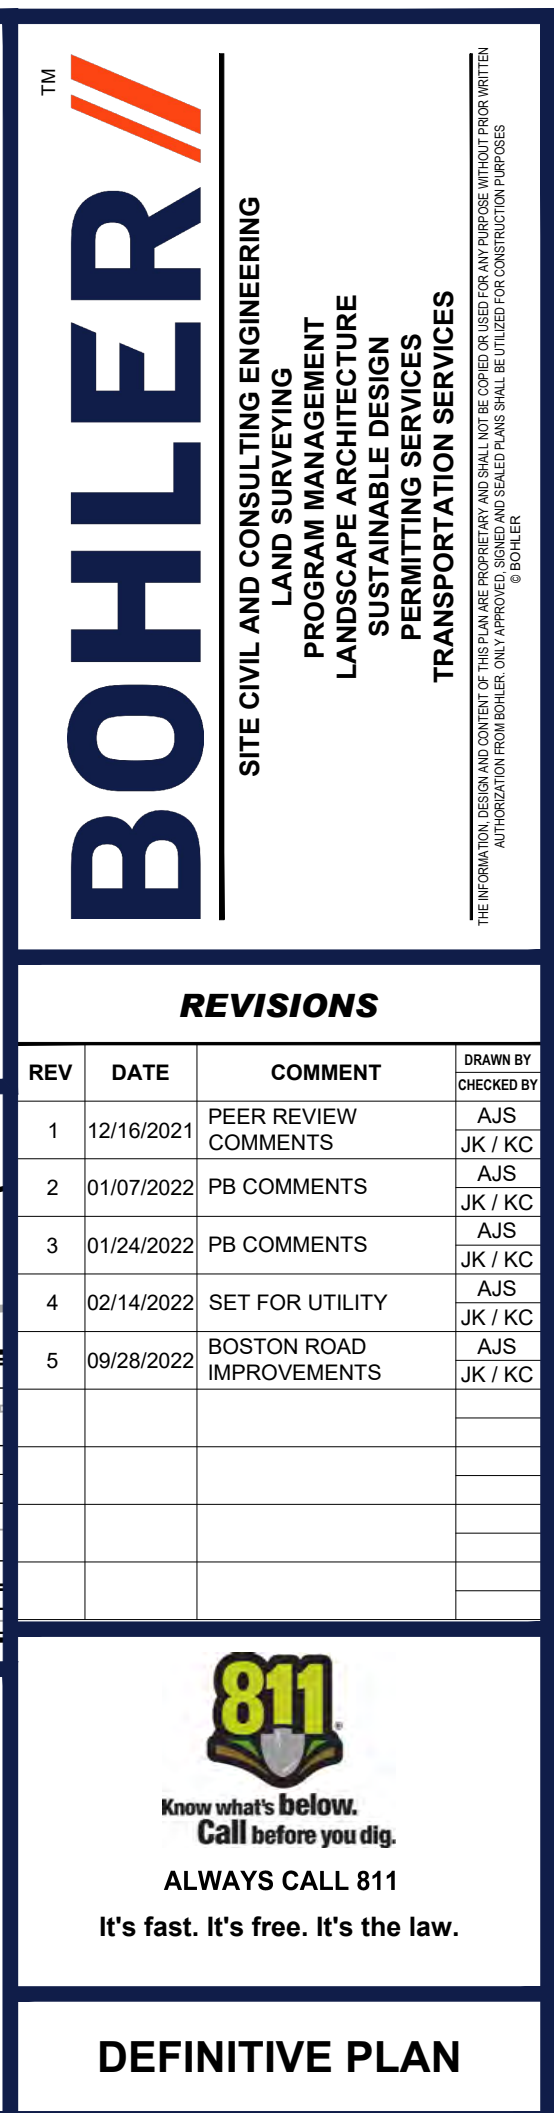 BOHLER//
TM
SITE CIVIL AND CONSULTING ENGINEERING
LAND SURVEYING
PROGRAM MANAGEMENT
LANDSCAPE ARCHITECTURE
SUSTAINABLE DESIGN
PERMITTING SERVICES
TRANSPORTATION SERVICES
THE INFORMATION, DESIGN AND CONTENT OF THIS PLAN ARE PROPRIETARY AND SHALL NOT BE COPIED OR USED FOR ANY PURPOSE WITHOUT PRIOR WRITTEN
AUTHORIZATION FROM BOHLER. ONLY APPROVED, SIGNED AND SEALED PLANS SHALL BE UTILIZED FOR CONSTRUCTION PURPOSES
© BOHLER
REVISIONS
REV DATE COMMENT DRAWN BY
CHECKED BY
1 12/16/2021 PEER REVIEW AJS
COMMENTS JK / KC
2 01/07/2022 PB COMMENTS AJS
JK / KC
3 01/24/2022 PB COMMENTS AJS
JK / KC
4 02/14/2022 SET FOR UTILITY AJS
JK / KC
5 09/28/2022 BOSTON ROAD AJS
IMPROVEMENTS JK / KC
811
®
Know what's below.
Call before you dig.
ALWAYS CALL 811
It's fast. It's free. It's the law.
DEFINITIVE PLAN